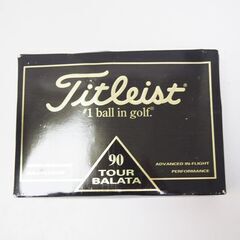 Titleist
#1 ball in golf.
90
TOUR
BALATA
ADVANCED IN-FLIGHT
PERFORMANCE